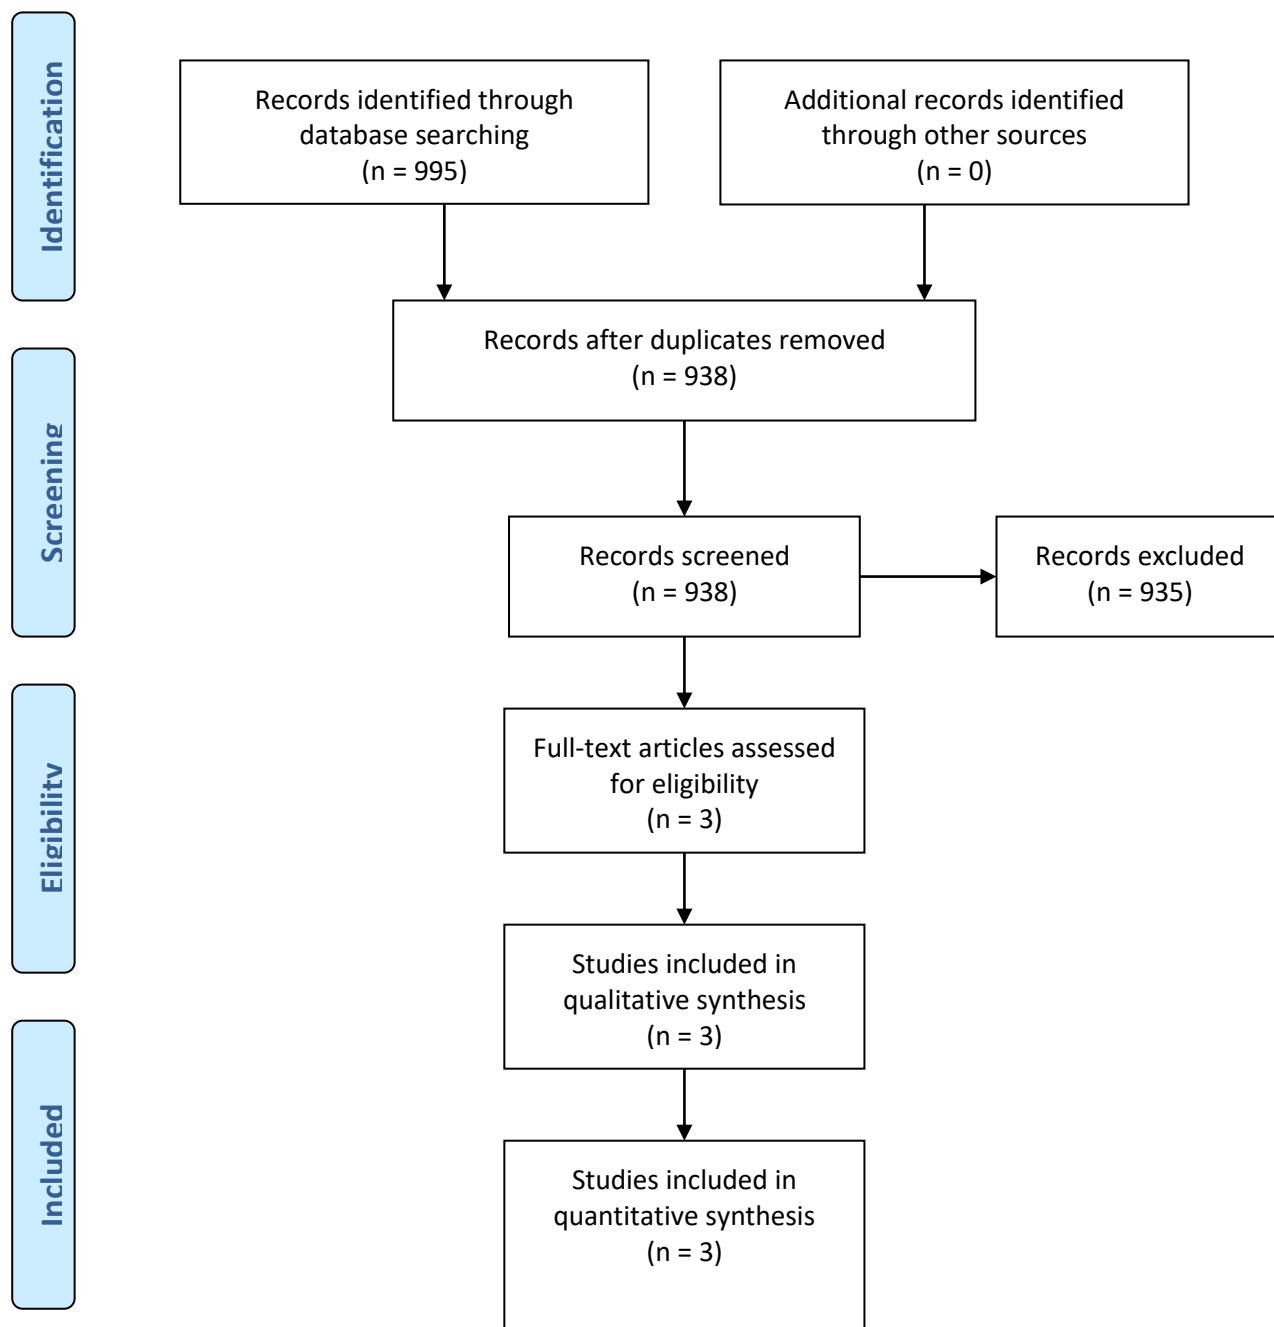 Identification
Records identified through
database searching
(n = 995)
Additional records identified
through other sources
(n = 0)
Records after duplicates removed
(n = 938)
Screening
Records screened
(n = 938)
Records excluded
(n = 935)
Eligibility
Full-text articles assessed
for eligibility
(n = 3)
Studies included in
qualitative synthesis
(n = 3)
Included
Studies included in
quantitative synthesis
(n = 3)